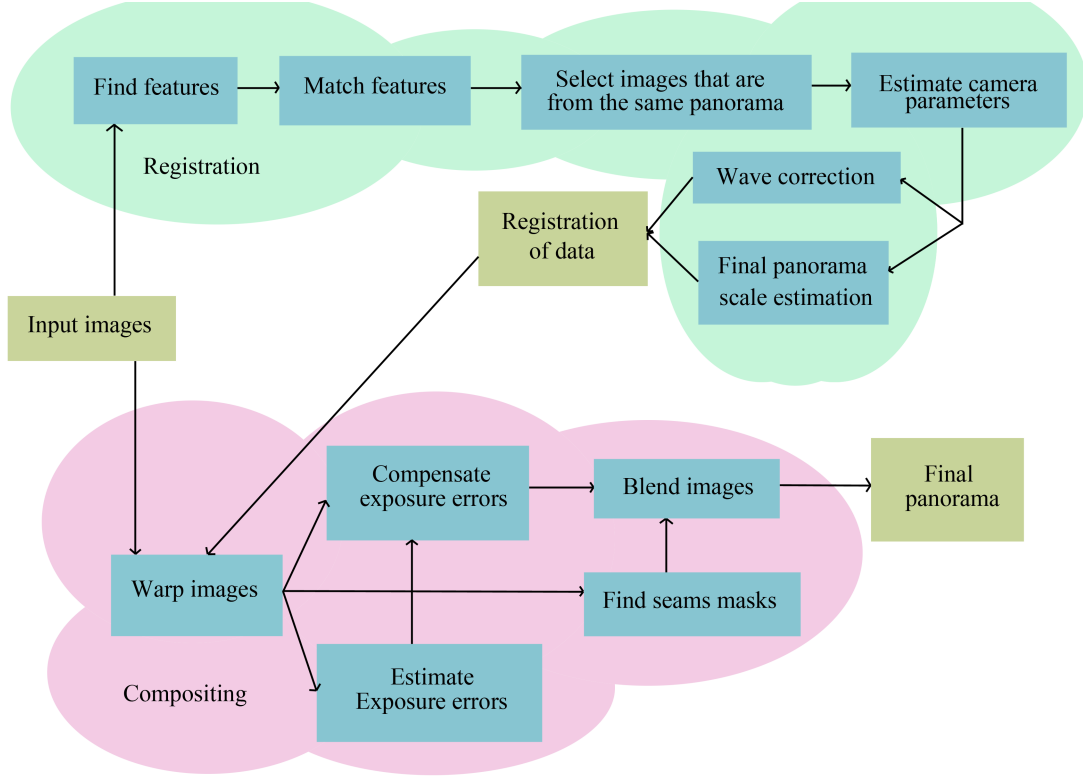 Find features
Match features
Select images that are
from the same panorama
Estimate camera
parameters
Registration
Wave correction
Registration
of data
Final panorama
scale estimation
Input images
Compensate
exposure errors
Blend images
Final
panorama
Warp images
Find seams masks
Estimate
Exposure errors
Compositing